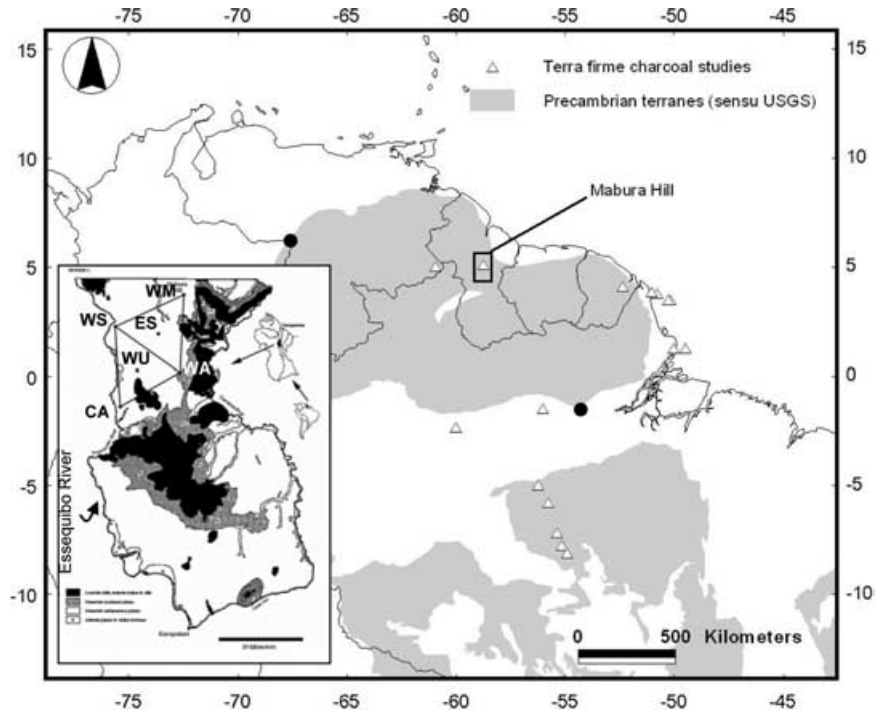 -75 -70 -65 -60 -55 -50 -45
15 15
Terra firme charcoal studies
Precambrian terranes (sensu USGS)
10 10
Mabura Hill
5 5
WM
WS ES
WU WA
0 0
CA
-5 -5
Essequibo River
-10 -10
0 500 Kilometers
-75 -70 -65 -60 -55 -50 -45